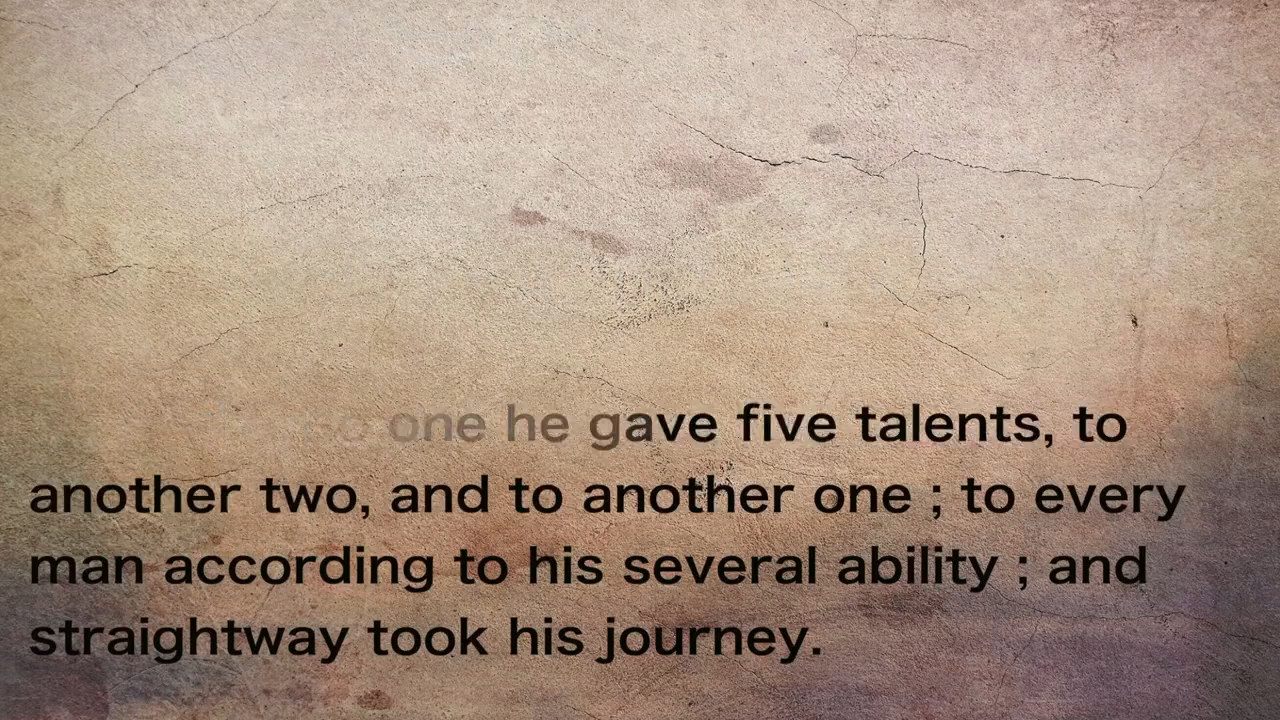 one he gave five talents, to
another two, and to another one ; to every
man according to his several ability ; and
straightway took his journey.